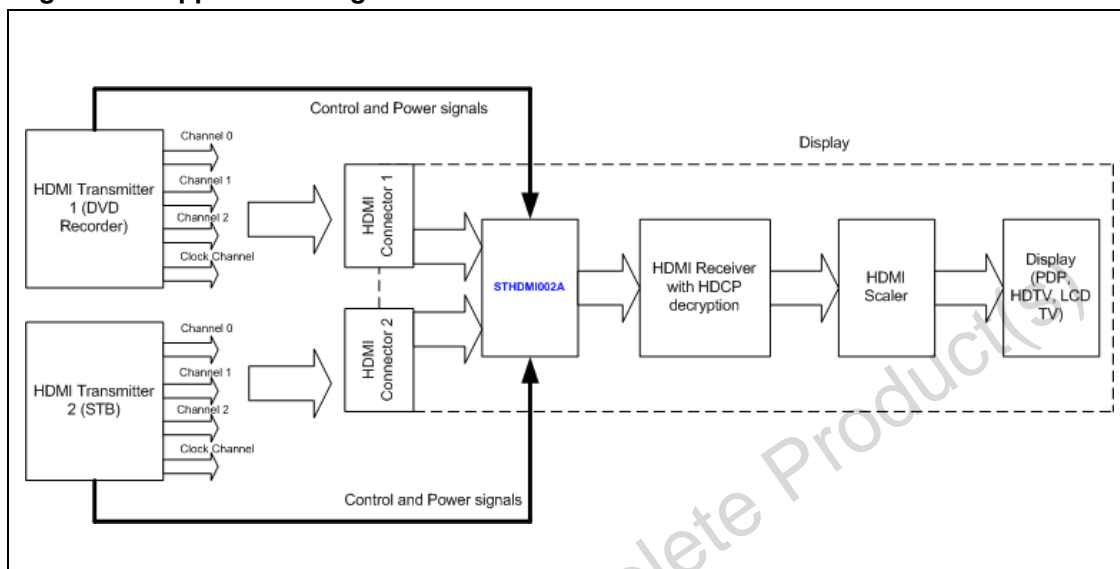 Control and Power signals
Display
HDMI Transmitter
1 (DVD
Recorder)
Channel 0
Channel 1
Channel 2
Clock Channel
HDMI
Connector 1
STHDMI002A
HDMI Receiver
with HDCP
decryption
HDMI
Scaler
Display
(PDP,
HDTV, LCD
TV)
HDMI Transmitter
2 (STB)
Channel 0
Channel 1
Channel 2
Clock Channel
HDMI
Connector 2
Control and Power signals
Product(s)